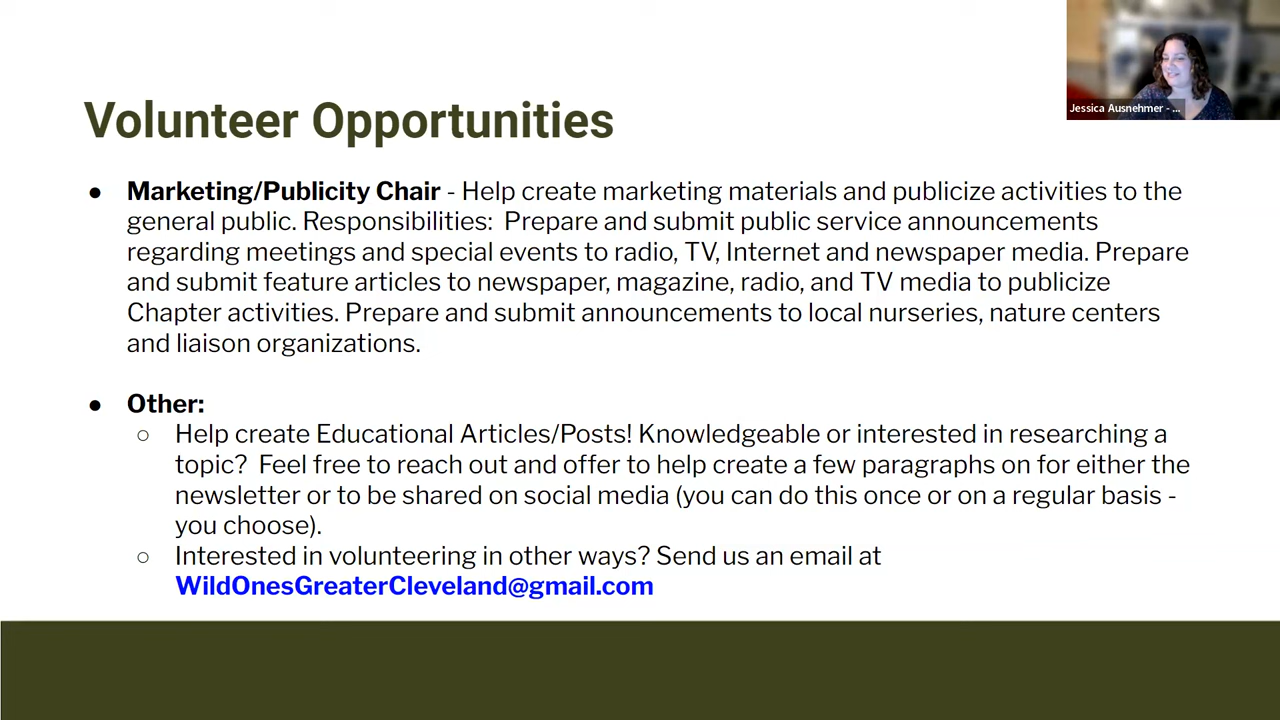 Jessica Ausnehmer - ...
Volunteer Opportunities
● Marketing/Publicity Chair - Help create marketing materials and publicize activities to the
general public. Responsibilities:  Prepare and submit public service announcements
regarding meetings and special events to radio, TV, Internet and newspaper media. Prepare
and submit feature articles to newspaper, magazine, radio, and TV media to publicize
Chapter activities. Prepare and submit announcements to local nurseries, nature centers
and liaison organizations.
● Other:
○ Help create Educational Articles/Posts! Knowledgeable or interested in researching a
topic?  Feel free to reach out and offer to help create a few paragraphs on for either the
newsletter or to be shared on social media (you can do this once or on a regular basis -
you choose).
○ Interested in volunteering in other ways? Send us an email at
WildOnesGreaterCleveland@gmail.com